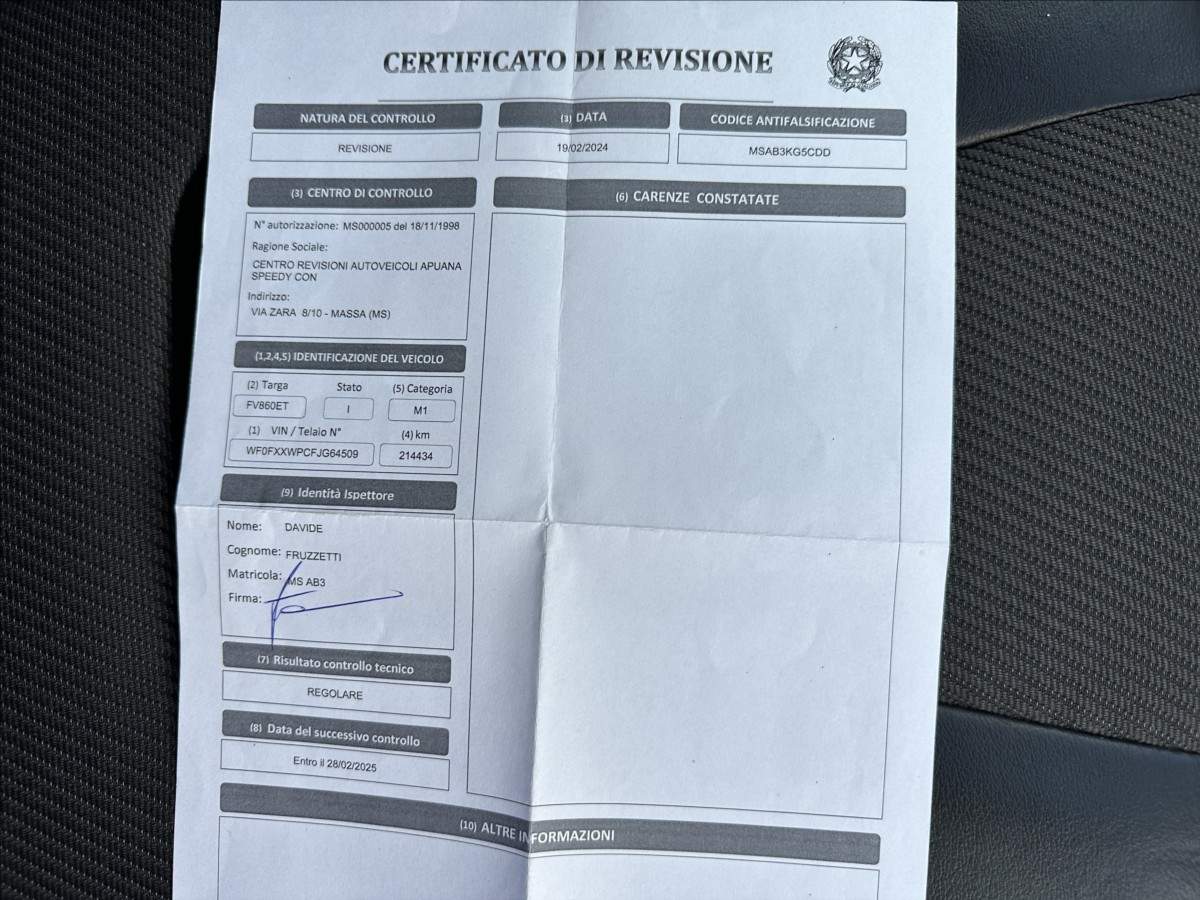 CERTIFICATO DI REVISIONE
NATURA DEL CONTROLLO
REVISIONE
(3) DATA
19/02/2024
CODICE ANTIFALSIFICAZIONE
MSAB3KG5CDD
(3) CENTRO DI CONTROLLO
N° autorizzazione: MS000005 del 18/11/1998
Ragione Sociale:
CENTRO REVISIONI AUTOVEICOLI APUANA
SPEEDY CON
Indirizzo:
VIA ZARA 8/10 - MASSA (MS)
(1,2,4,5) IDENTIFICAZIONE DEL VEICOLO
(2) Targa Stato (5) Categoria
FV860ET I M1
(1) VIN / Telaio N° (4) km
WF0FXXWPCFJG64509 214434
(9) Identità Ispettore
Nome: DAVIDE
Cognome: FRUZZETTI
Matricola: MS AB3
Firma:
(7) Risultato controllo tecnico
REGOLARE
(8) Data del successivo controllo
Entro il 28/02/2025
(6) CARENZE CONSTATATE
(10) ALTRE INFORMAZIONI